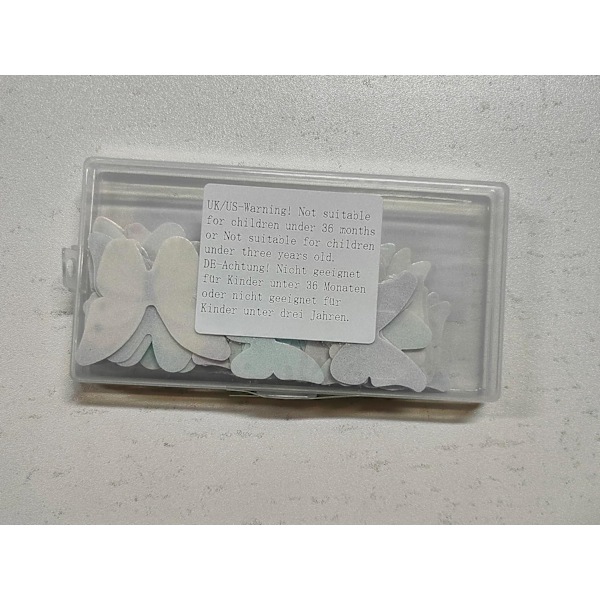 UK/US-Warning! Not suitable
for children under 36 months
or Not suitable for children
under three years old.
DE-Achtung! Nicht geeignet
für Kinder unter 36 Monaten
oder nicht geeignet für
Kinder unter drei Jahren.